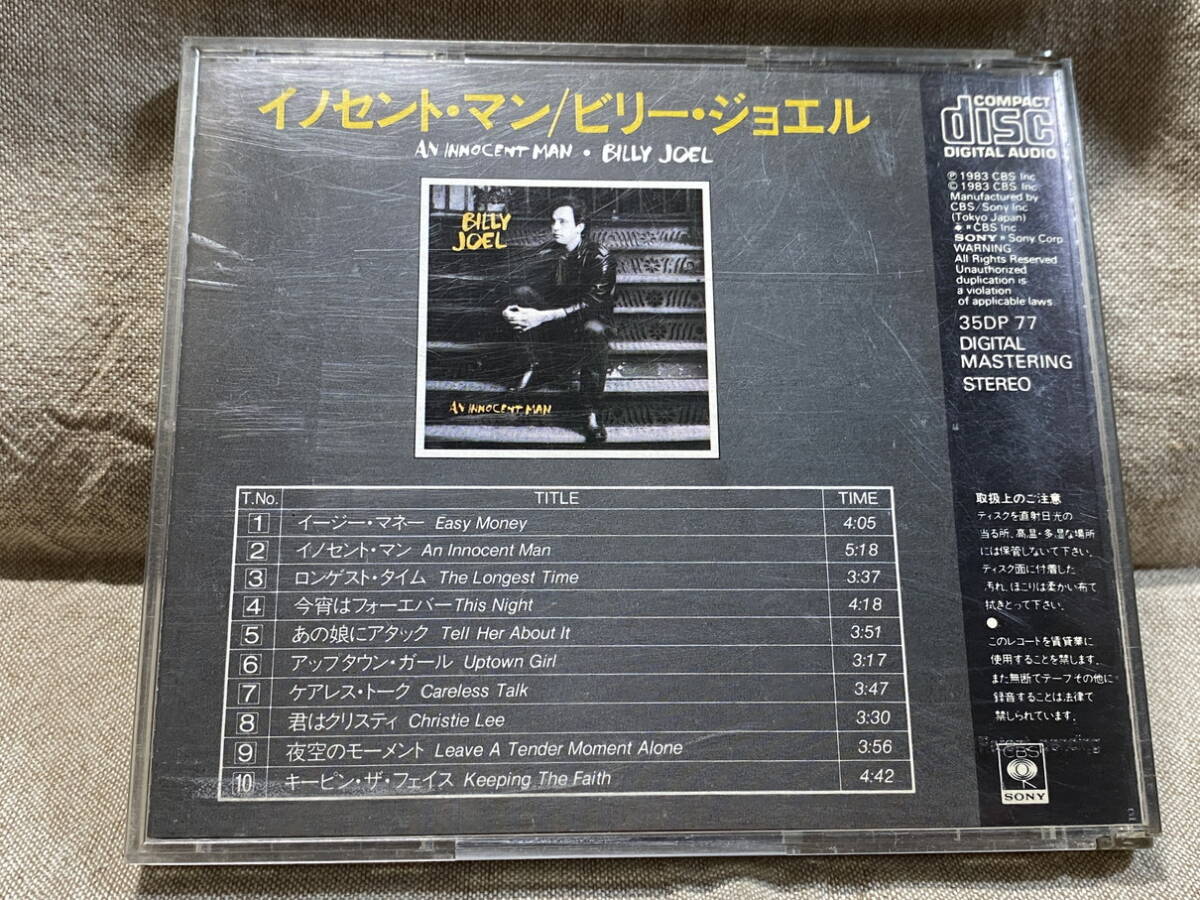 イノセント・マン/ビリー・ジョエル
AN INNOCENT MAN • BILLY JOEL
BILLY
JOEL
AN INNOCENT MAN
T.No. TITLE TIME
1 イージー・マネー Easy Money 4:05
2 イノセント・マン An Innocent Man 5:18
3 ロンゲスト・タイム The Longest Time 3:37
4 今宵はフォーエバー This Night 4:18
5 あの娘にアタック Tell Her About It 3:51
6 アップタウン・ガール Uptown Girl 3:17
7 ケアレス・トーク Careless Talk 3:47
8 君はクリスティ Christie Lee 3:30
9 夜空のモーメント Leave A Tender Moment Alone 3:56
10 キーピン・ザ・フェイス Keeping The Faith 4:42
COMPACT
disc
DIGITAL AUDIO
℗ 1983 CBS Inc
© 1983 CBS Inc
Manufactured by
CBS/Sony Inc
(Tokyo Japan)
CBS Inc
SONY Sony Corp
WARNING
All Rights Reserved
Unauthorized
duplication is
a violation
of applicable laws.
35DP 77
DIGITAL
MASTERING
STEREO
取扱上のご注意
ディスクを直射日光の
当る所、高温・多湿な場所
には保管しないて下さい。
ディスク面に付着した
汚れ、ほこりは柔かい布て
拭きとって下さい。
●
このレコードを賃貸業に
使用することを禁します。
また無断てテープその他に
録音することは法律て
禁しられています。
Patent pending
CBS
SONY